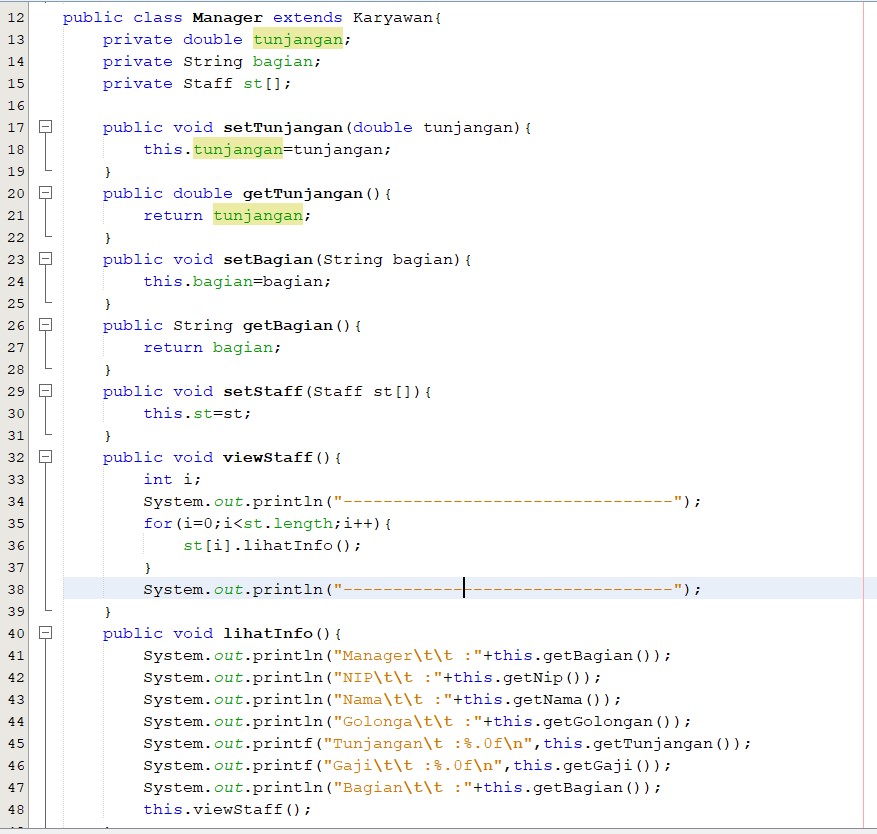 12 public class Manager extends Karyawan{
13     private double tunjangan;
14     private String bagian;
15     private Staff st[];
16
17     public void setTunjangan(double tunjangan){
18         this.tunjangan=tunjangan;
19     }
20     public double getTunjangan(){
21         return tunjangan;
22     }
23     public void setBagian(String bagian){
24         this.bagian=bagian;
25     }
26     public String getBagian(){
27         return bagian;
28     }
29     public void setStaff(Staff st[]){
30         this.st=st;
31     }
32     public void viewStaff(){
33         int i;
34         System.out.println("---------------------------------");
35         for(i=0;i<st.length;i++){
36             st[i].lihatInfo();
37         }
38         System.out.println("---------------------------------");
39     }
40     public void lihatInfo(){
41         System.out.println("Manager\t\t :"+this.getBagian());
42         System.out.println("NIP\t\t :"+this.getNip());
43         System.out.println("Nama\t\t :"+this.getNama());
44         System.out.println("Golonga\t\t :"+this.getGolongan());
45         System.out.printf("Tunjangan\t :%.0f\n",this.getTunjangan());
46         System.out.printf("Gaji\t\t :%.0f\n",this.getGaji());
47         System.out.println("Bagian\t\t :"+this.getBagian());
48         this.viewStaff();